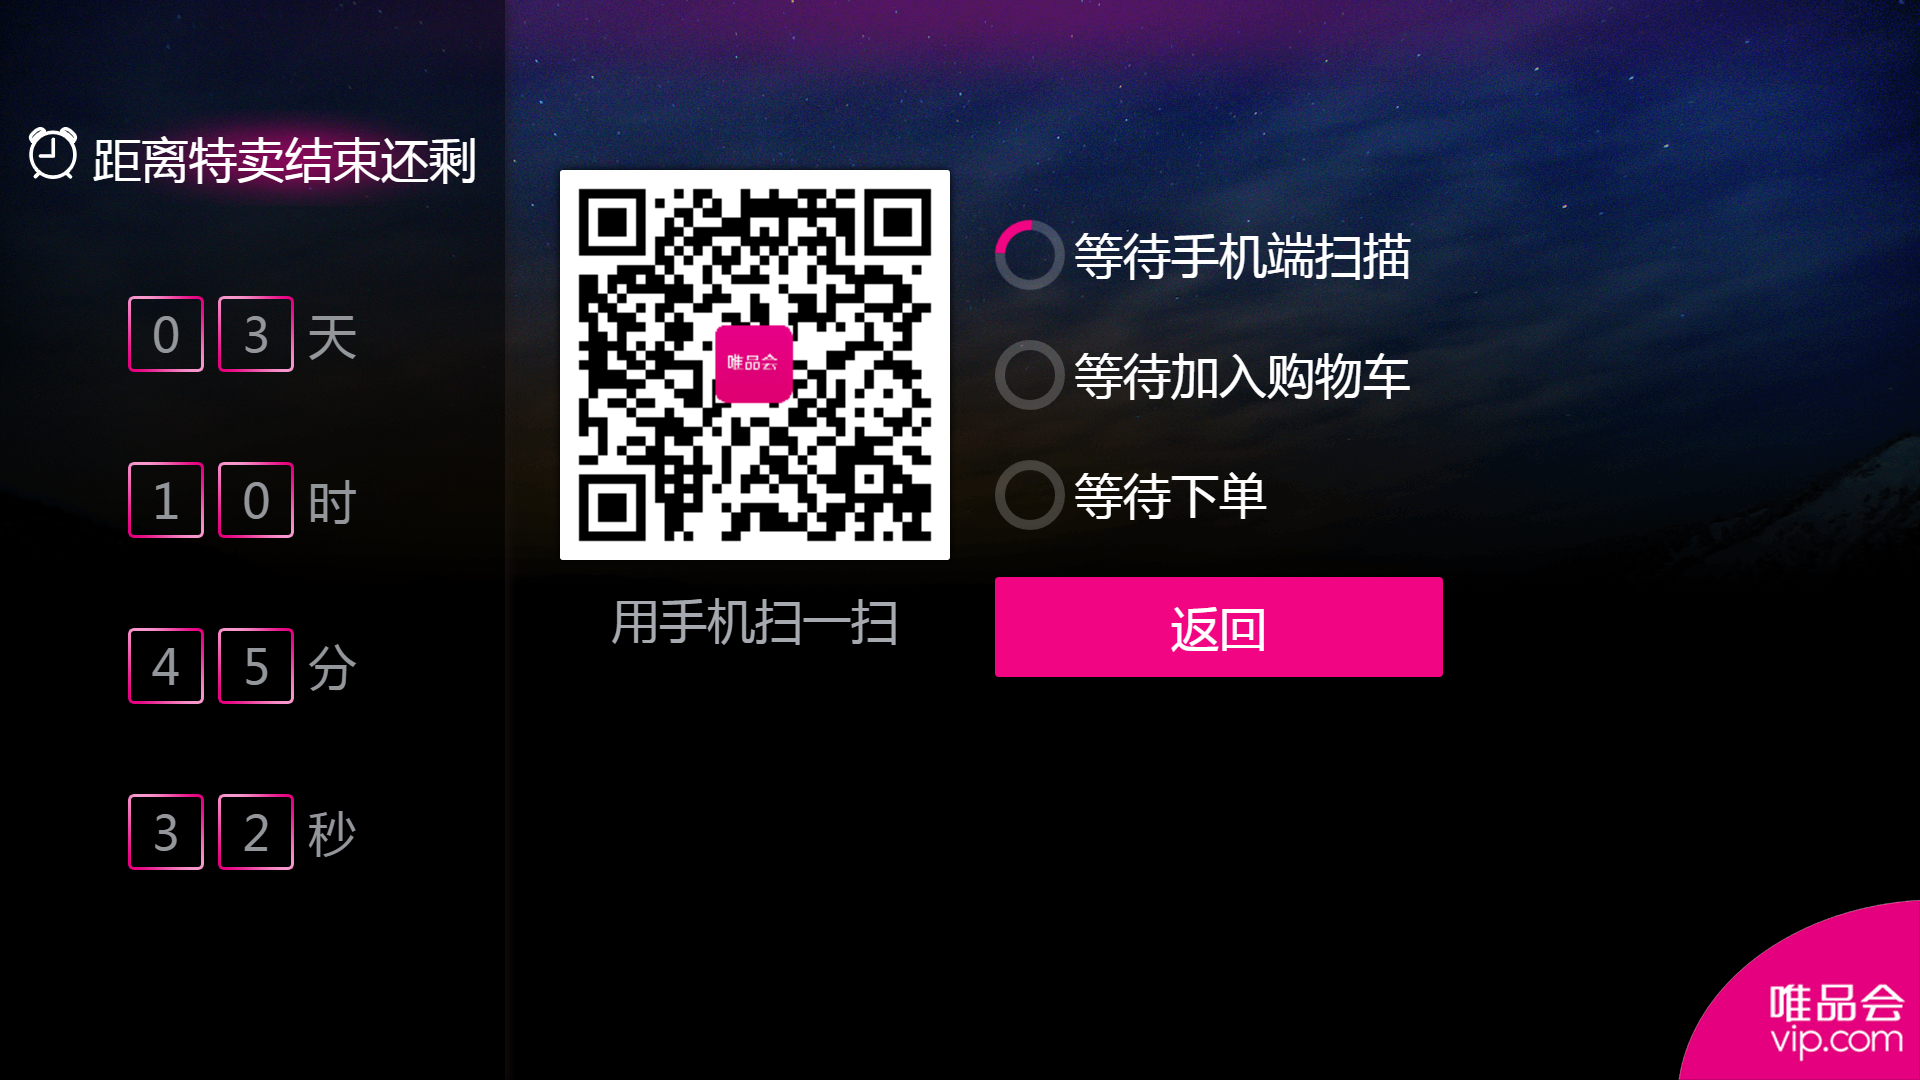 距离特卖结束还剩
0 3 天
1 0 时
4 5 分
3 2 秒
唯品会
用手机扫一扫
等待手机端扫描
等待加入购物车
等待下单
返回
唯品会
vip.com